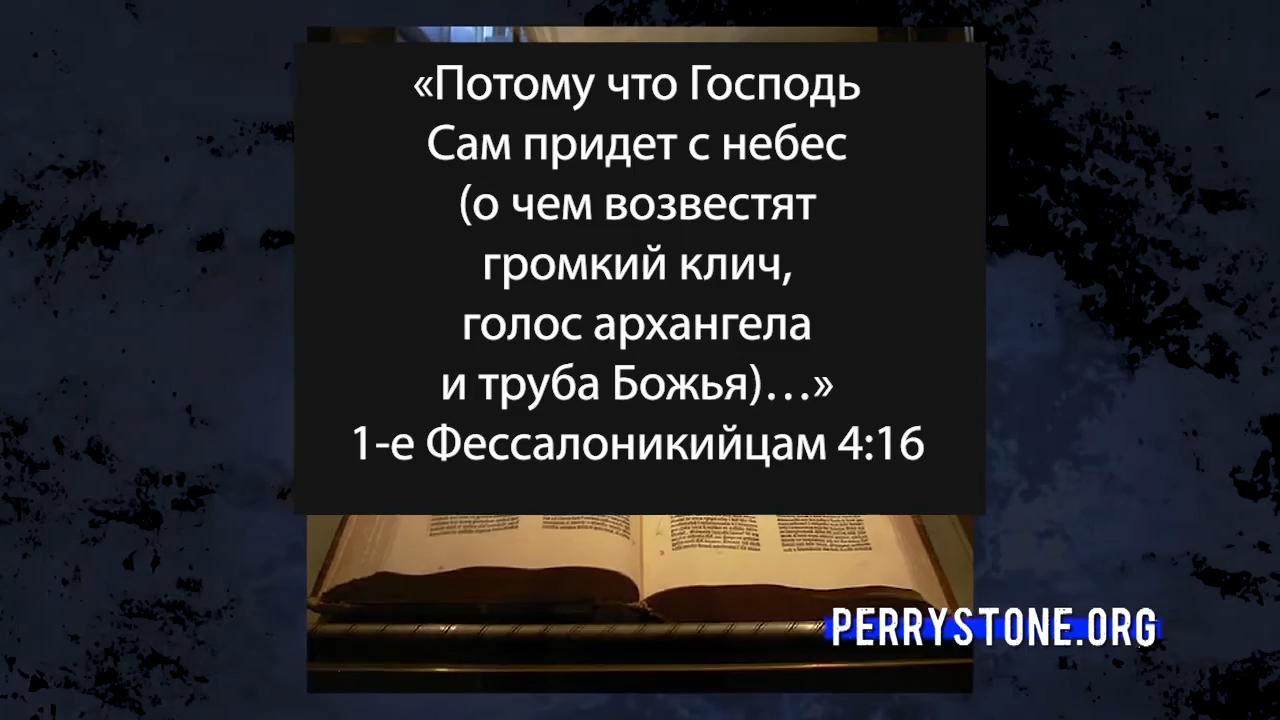 «Потому что Господь
Сам придет с небес
(о чем возвестят
громкий клич,
голос архангела
и труба Божья)…»
1-е Фессалоникийцам 4:16
PERRYSTONE.ORG